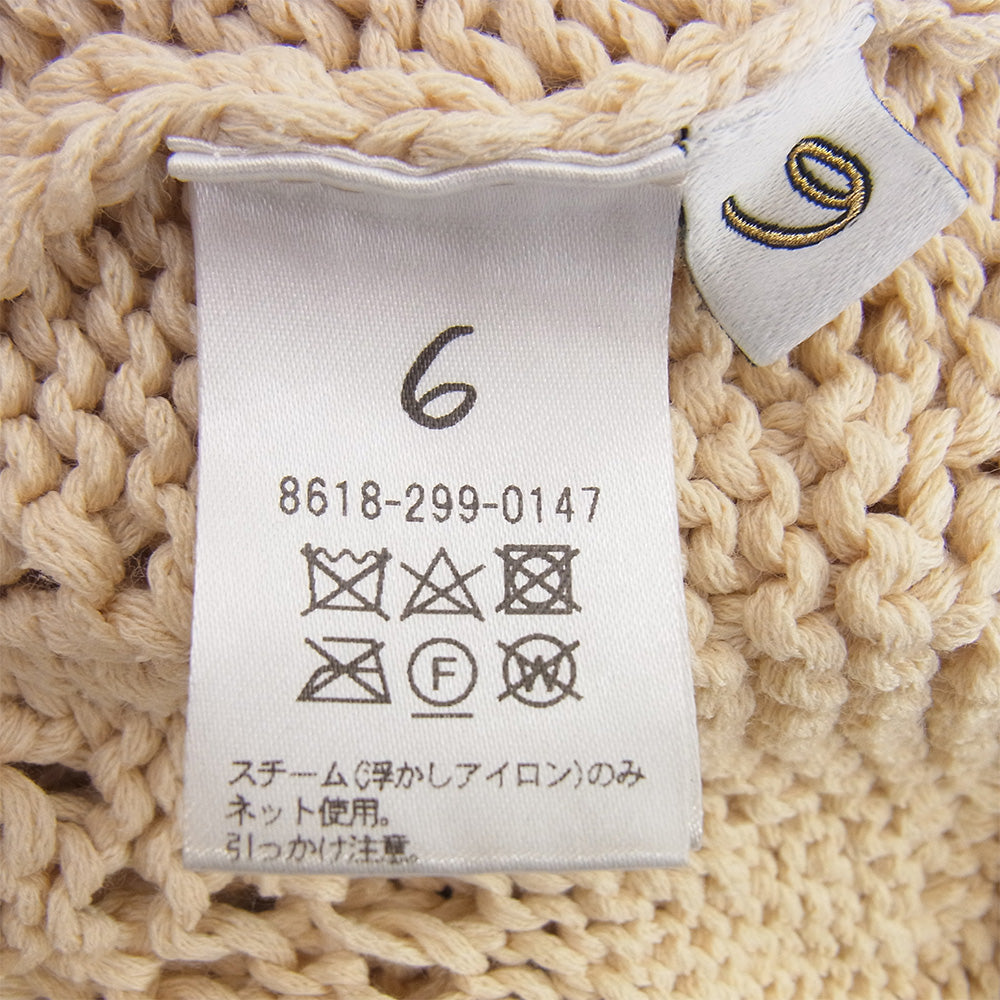 6
6
8618-299-0147
F
W
スチーム(浮かしアイロン)のみ
ネット使用。
引っかけ注意。